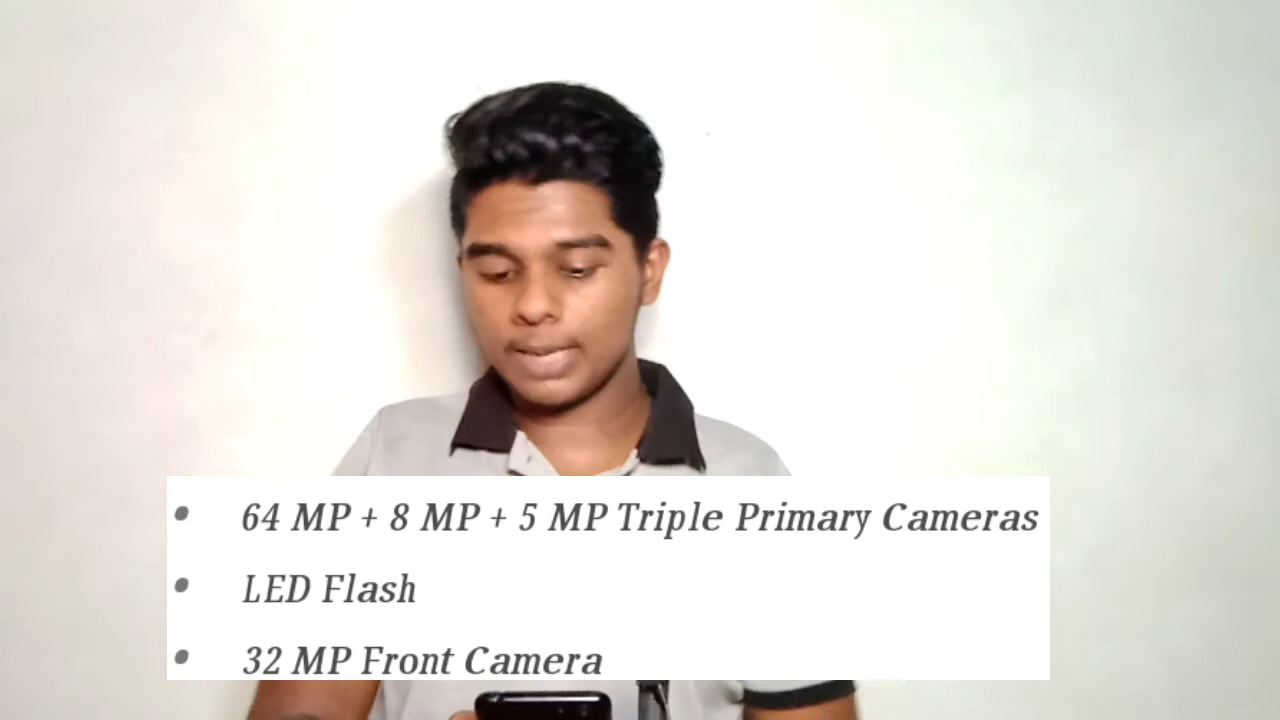 • 64 MP + 8 MP + 5 MP Triple Primary Cameras
• LED Flash
• 32 MP Front Camera